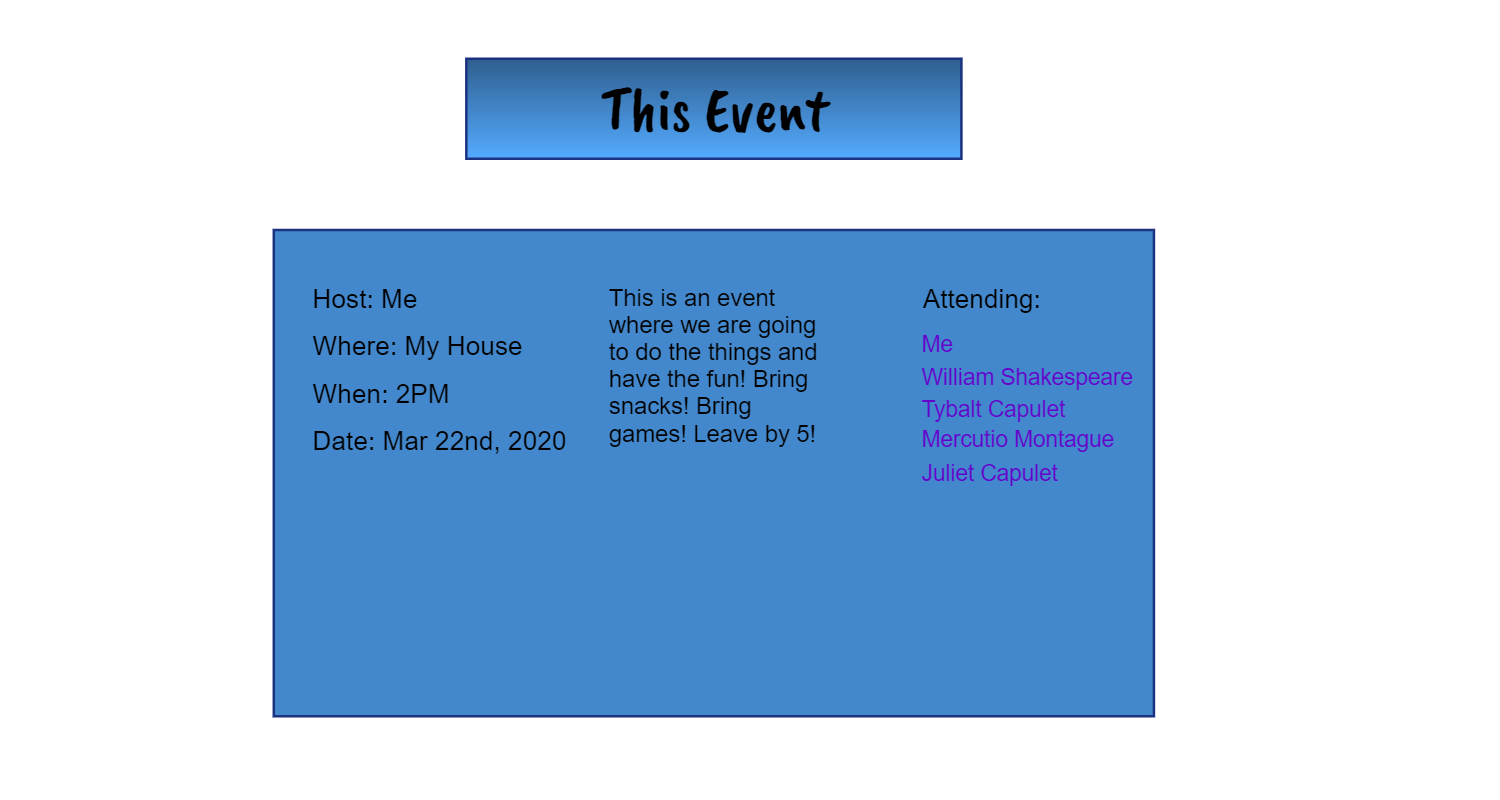 This Event
Host: Me
Where: My House
When: 2PM
Date: Mar 22nd, 2020
This is an event
where we are going
to do the things and
have the fun! Bring
snacks! Bring
games! Leave by 5!
Attending:
Me
William Shakespeare
Tybalt Capulet
Mercutio Montague
Juliet Capulet